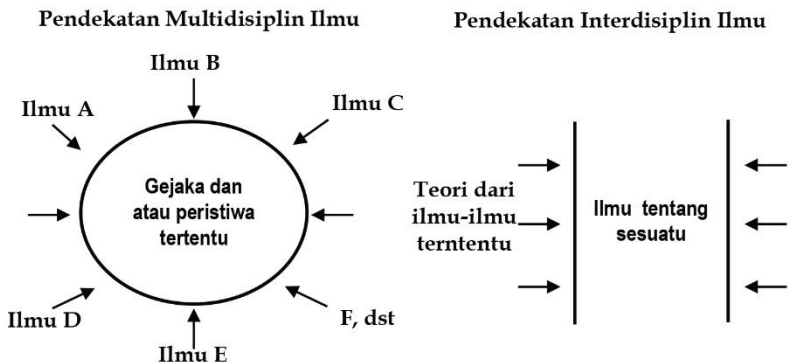 Pendekatan Multidisiplin Ilmu
Ilmu B
Ilmu A
Ilmu C
Gejaka dan
atau peristiwa
tertentu
Ilmu D
F, dst
Ilmu E
Pendekatan Interdisiplin Ilmu
Teori dari
ilmu-ilmu
terntentu
Ilmu tentang
sesuatu